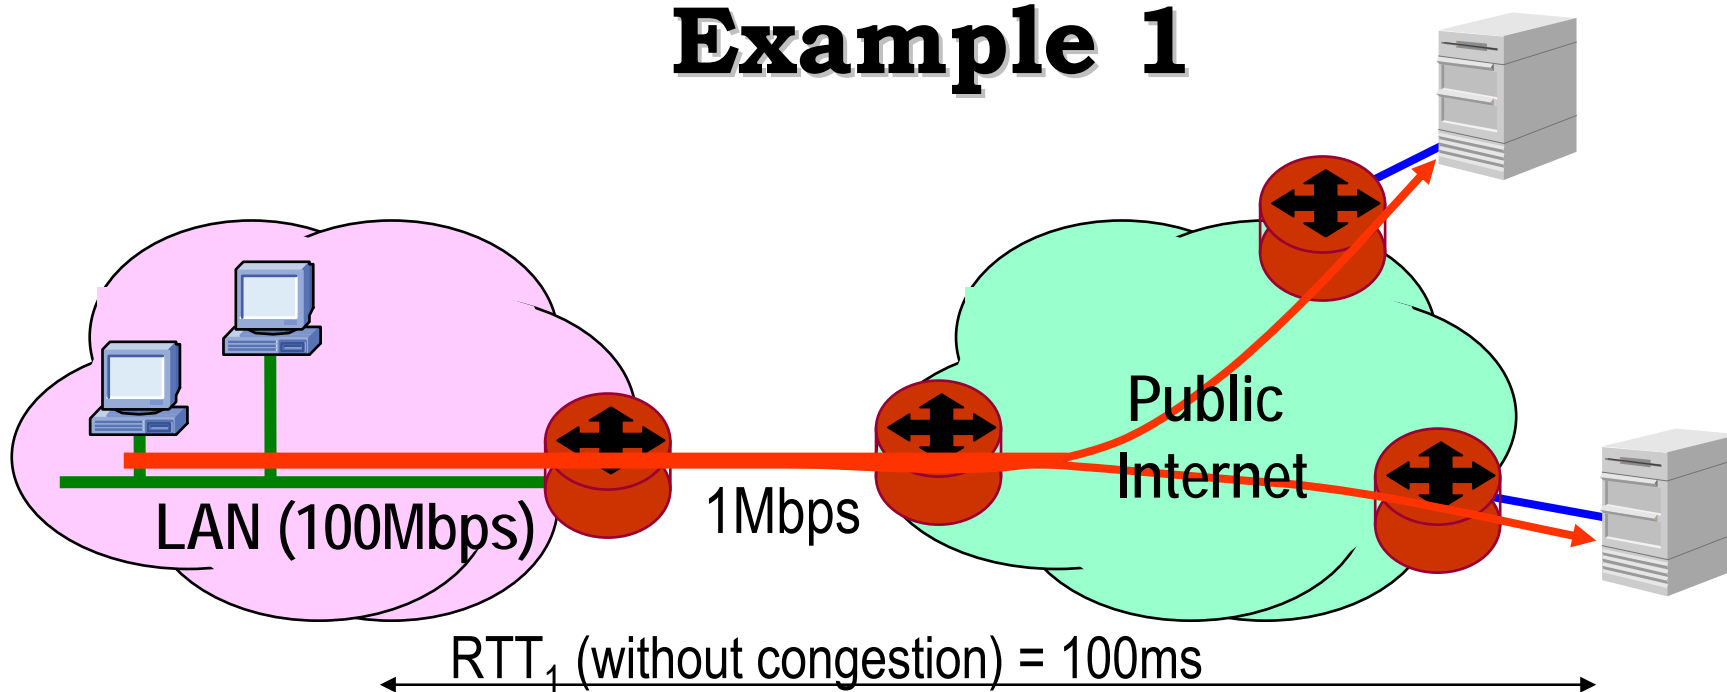 Example 1
Public
Internet
1Mbps
LAN (100Mbps)
RTT₁ (without congestion) = 100ms